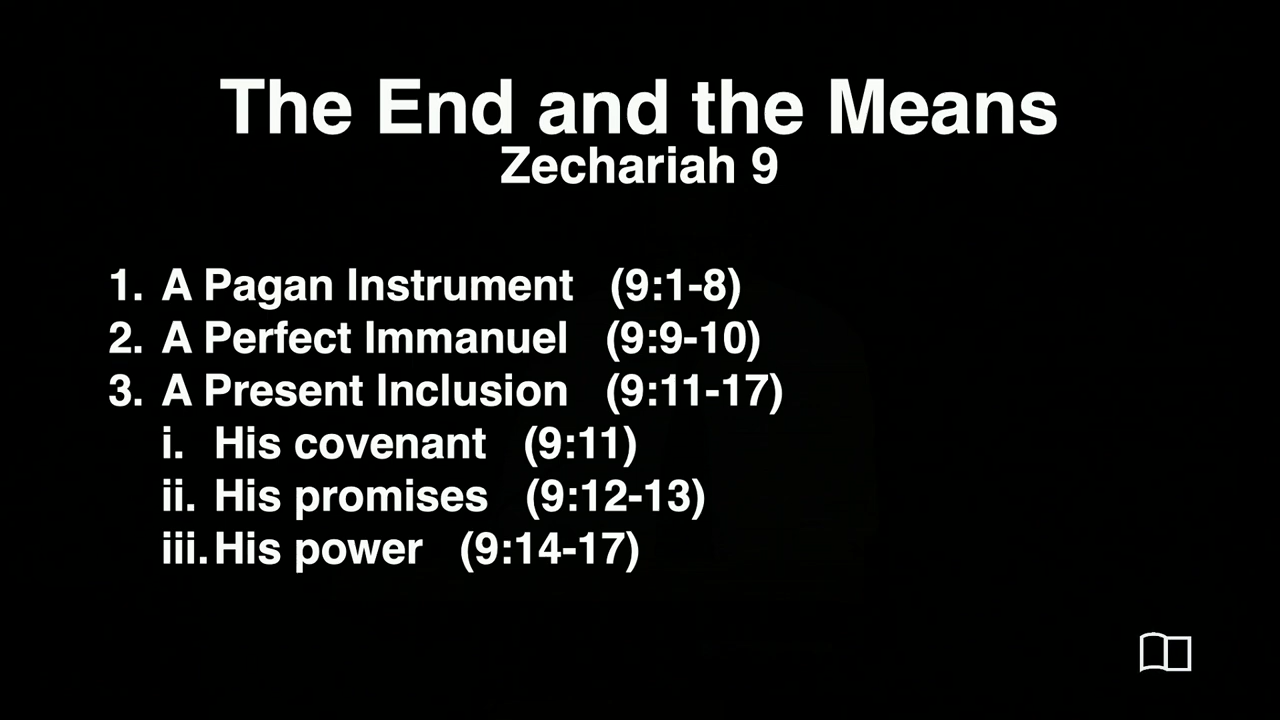 The End and the Means
Zechariah 9
1. A Pagan Instrument (9:1-8)
2. A Perfect Immanuel (9:9-10)
3. A Present Inclusion (9:11-17)
i. His covenant (9:11)
ii. His promises (9:12-13)
iii. His power (9:14-17)